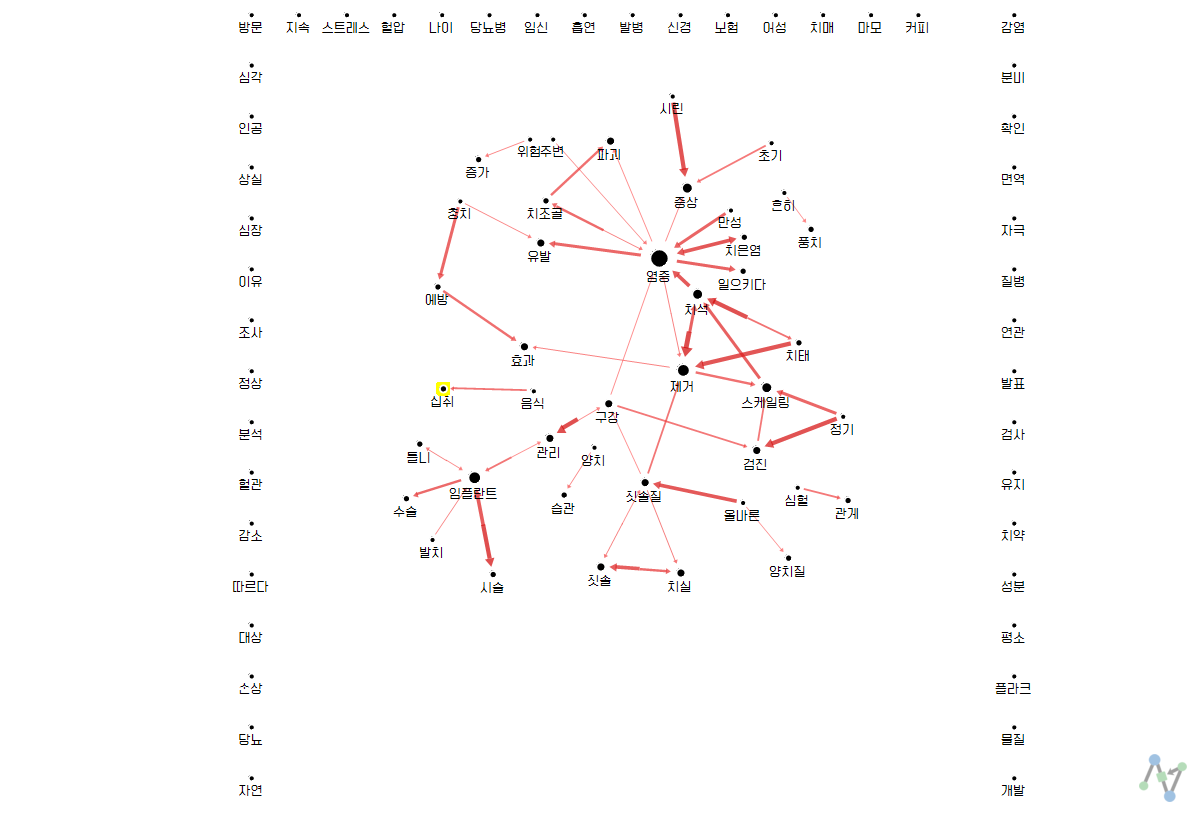 방문 지속 스트레스 혈압 나이 당뇨병 임신 흡연 발병 신경 보험 여성 치매 마모 커피 감염
심각 분비
시린
인공 확인
위험 주변 파괴 초기
증가
상실 면역
잠치 치조골 증상 흔히
심장 만성 자극
유발 치은염 풍치
이유 염증 일으키다 질병
예방 치석
조사 연관
효과 치태
정상 제거 발표
십취 음식 스케일링
분석 구강 정기 검사
틀니 관리 양치 검진
혈관 임플란트 칫솔질 심혈 유지
수술 습관 올바른 관계
감소 발치 치약
양치질
따르다 시술 칫솔 치실 성분
대상 평소
손상 플라크
당뇨 물질
자연 개발